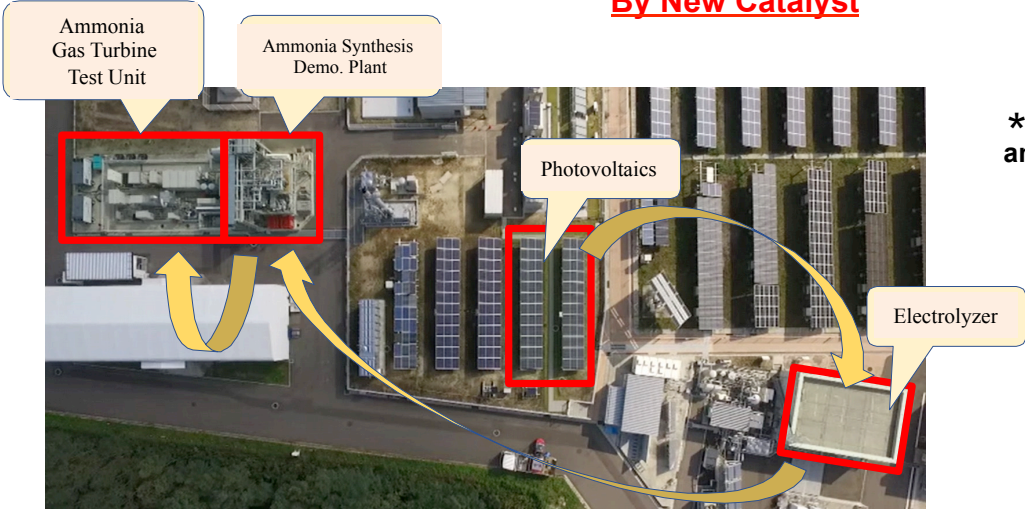 By New Catalyst
Ammonia
Gas Turbine
Test Unit
Ammonia Synthesis
Demo. Plant
*
Photovoltaics
Electrolyzer